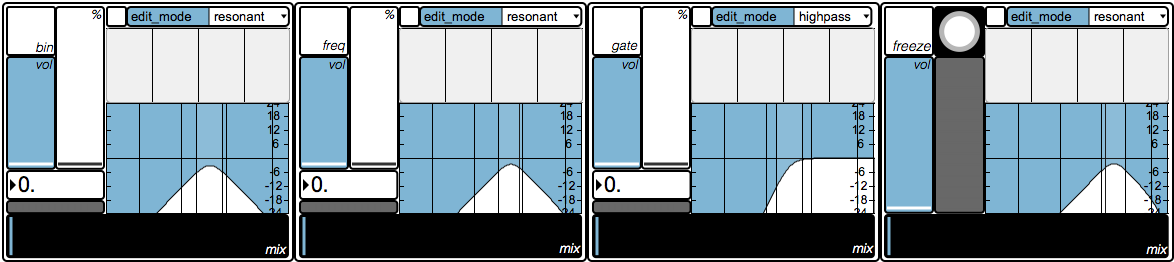 % edit_mode resonant
bin
vol
24
18
12
6
-6
-12
-18
-24
0.
mix
% edit_mode resonant
freq
vol
24
18
12
6
-6
-12
-18
-24
0.
mix
% edit_mode highpass
gate
vol
24
18
12
6
-6
-12
-18
-24
0.
mix
edit_mode resonant
freeze
vol
24
18
12
6
-6
-12
-18
-24
mix